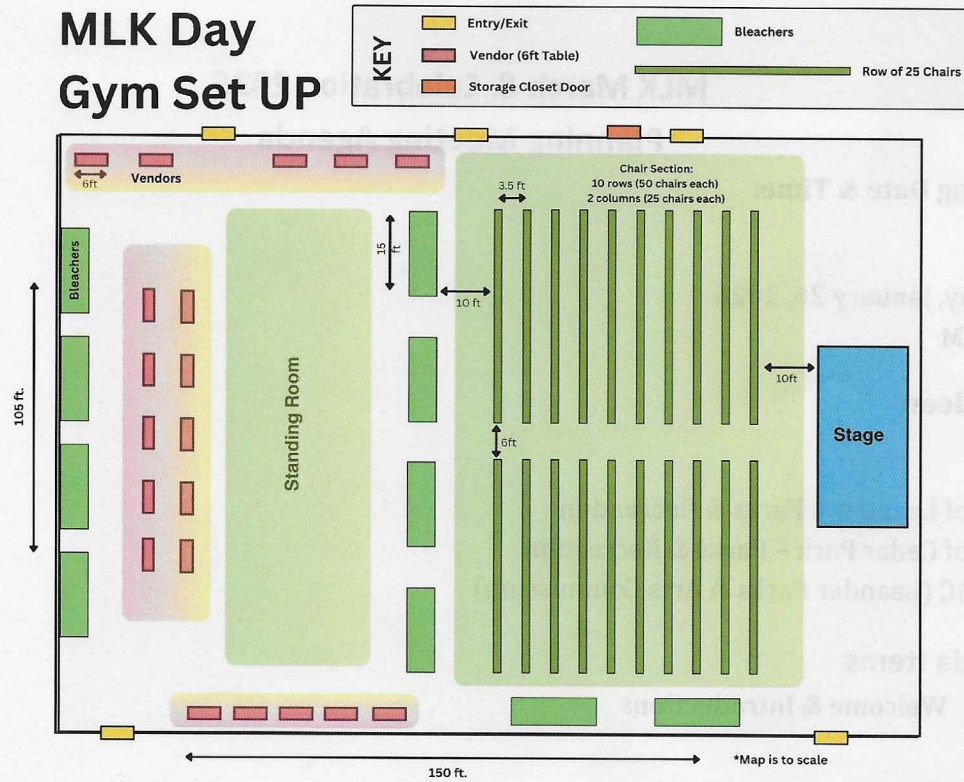 MLK Day
Gym Set UP
KEY
Entry/Exit
Vendor (6ft Table)
Storage Closet Door
Bleachers
Row of 25 Chairs
6ft
Vendors
Chair Section:
10 rows (50 chairs each)
2 columns (25 chairs each)
3.5 ft
Bleachers
15
ft
10 ft
105 ft.
Standing Room
6ft
10ft
Stage
*Map is to scale
150 ft.